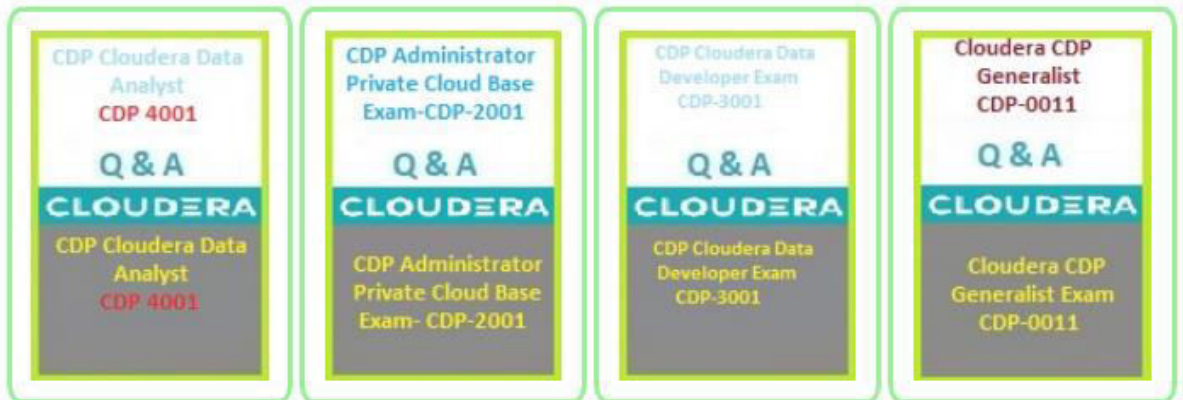 CDP Cloudera Data
Analyst
CDP 4001
Q & A
CLOUDERA
CDP Cloudera Data
Analyst
CDP 4001
CDP Administrator
Private Cloud Base
Exam-CDP-2001
Q & A
CLOUDERA
CDP Administrator
Private Cloud Base
Exam- CDP-2001
CDP Cloudera Data
Developer Exam
CDP-3001
Q & A
CLOUDERA
CDP Cloudera Data
Developer Exam
CDP-3001
Cloudera CDP
Generalist
CDP-0011
Q & A
CLOUDERA
Cloudera CDP
Generalist Exam
CDP-0011